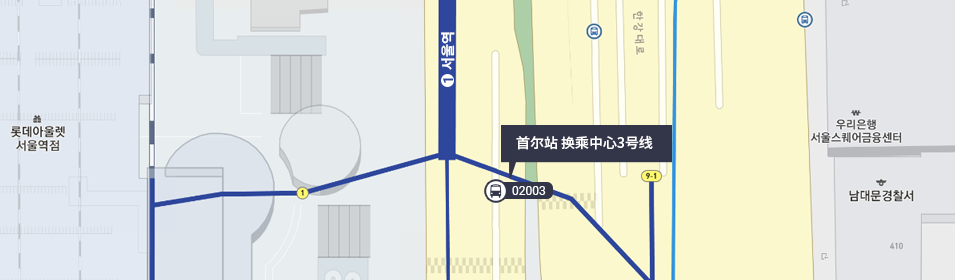 한강대로
1 서울역
롯데아울렛
서울역점
首尔站 换乘中心3号线
우리은행
서울스퀘어금융센터
1
02003
9-1
남대문경찰서
410